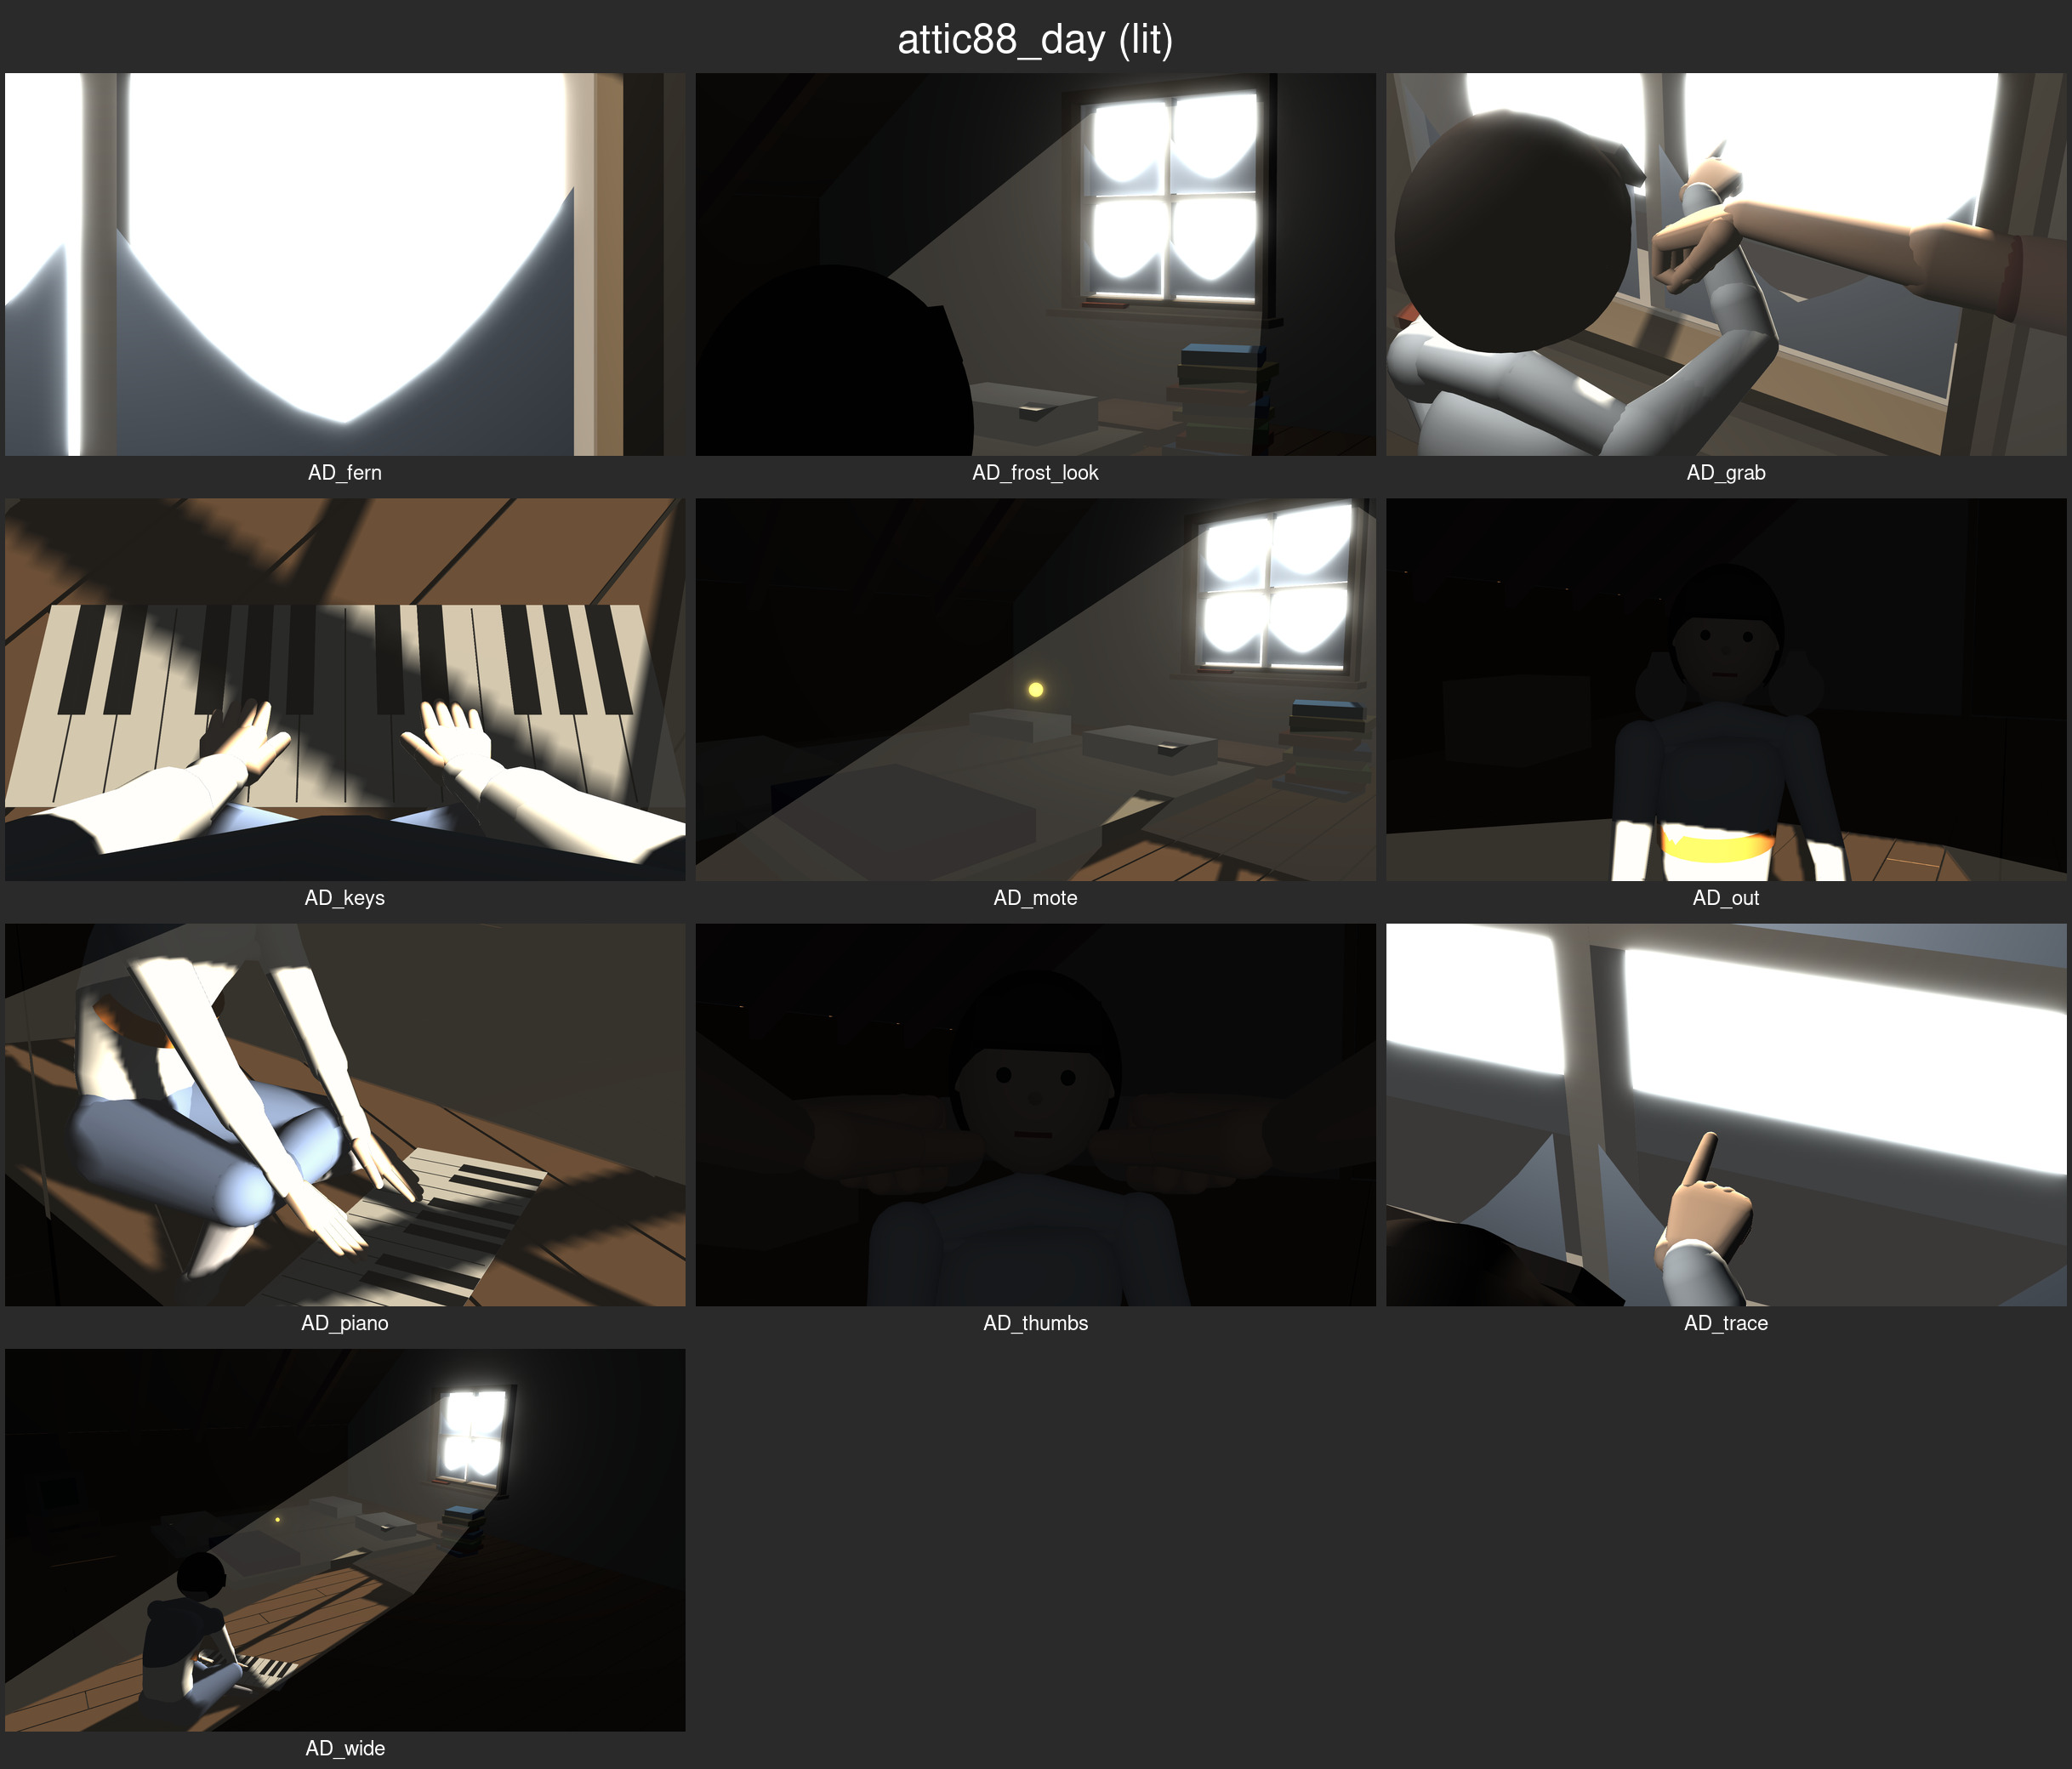 attic88_day (lit)
AD_fern
AD_frost_look
AD_grab
AD_keys
AD_mote
AD_out
AD_piano
AD_thumbs
AD_trace
AD_wide